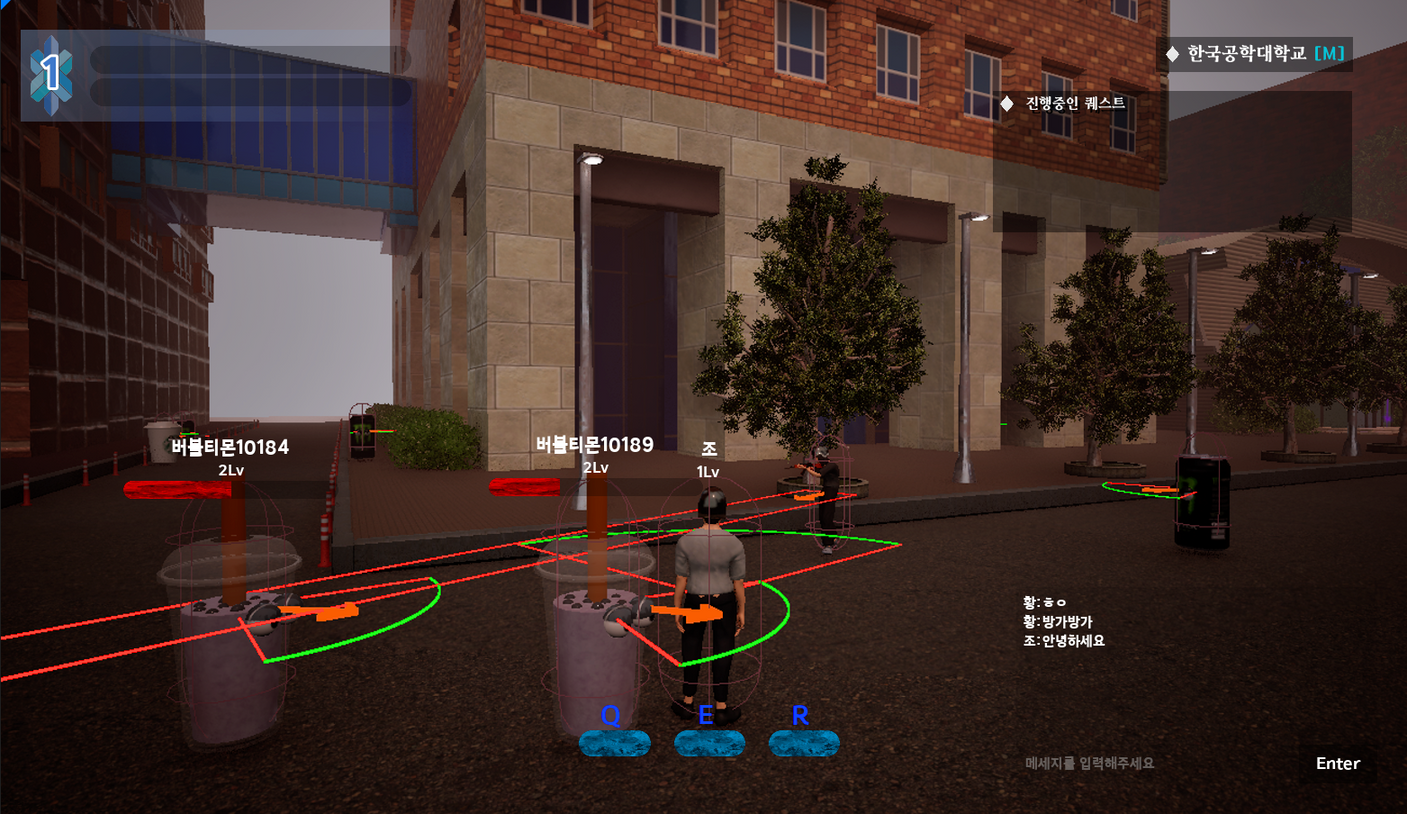 1
한국공학대학교 [M]
진행중인 퀘스트
버블티몬10184
2Lv
버블티몬10189
2Lv
조
1Lv
황:ㅎㅇ
황:방가방가
조:안녕하세요
Q E R
메세지를 입력해주세요
Enter